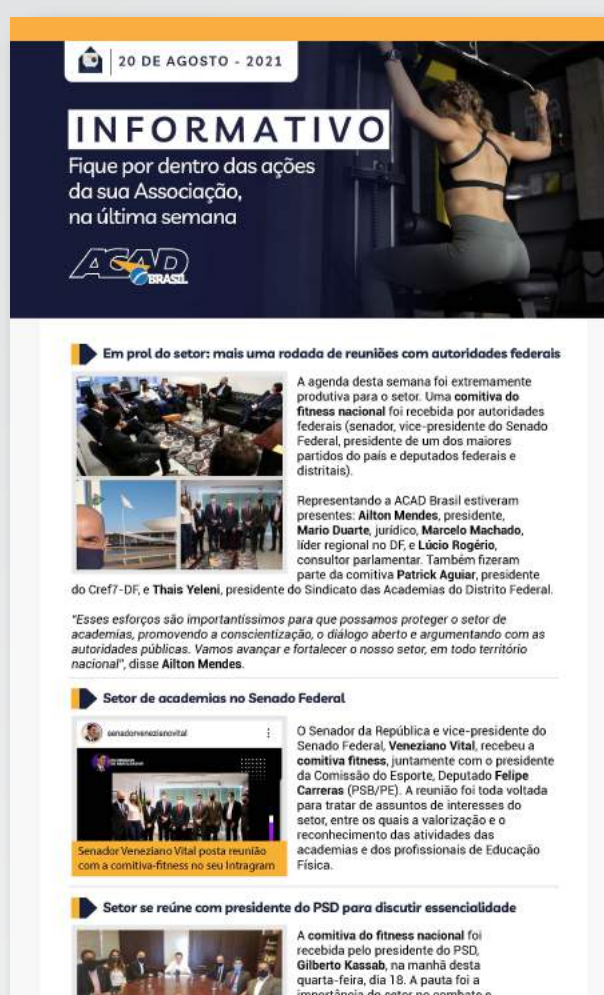 20 DE AGOSTO - 2021
INFORMATIVO
Fique por dentro das ações
da sua Associação,
na última semana
ACAD
BRASIL
Em prol do setor: mais uma rodada de reuniões com autoridades federais
A agenda desta semana foi extremamente
produtiva para o setor. Uma comitiva do
fitness nacional foi recebida por autoridades
federais (senador, vice-presidente do Senado
Federal, presidente de um dos maiores
partidos do país e deputados federais e
distritais).
Representando a ACAD Brasil estiveram
presentes: Ailton Mendes, presidente,
Mario Duarte, jurídico, Marcelo Machado,
líder regional no DF, e Lúcio Rogério,
consultor parlamentar. Também fizeram
parte da comitiva Patrick Aguiar, presidente
do Cref7-DF, e Thais Yeleni, presidente do Sindicato das Academias do Distrito Federal.
"Esses esforços são importantíssimos para que possamos proteger o setor de
academias, promovendo a conscientização, o diálogo aberto e argumentando com as
autoridades públicas. Vamos avançar e fortalecer o nosso setor, em todo território
nacional", disse Ailton Mendes.
Setor de academias no Senado Federal
senadorvenezianovital
O Senador da República e vice-presidente do
Senado Federal, Veneziano Vital, recebeu a
comitiva fitness, juntamente com o presidente
da Comissão do Esporte, Deputado Felipe
Carreras (PSB/PE). A reunião foi toda voltada
para tratar de assuntos de interesses do
setor, entre os quais a valorização e o
reconhecimento das atividades das
academias e dos profissionais de Educação
Física.
Senador Veneziano Vital posta reunião
com a comitiva-fitness no seu Intragram
Setor se reúne com presidente do PSD para discutir essencialidade
A comitiva do fitness nacional foi
recebida pelo presidente do PSD,
Gilberto Kassab, na manhã desta
quarta-feira, dia 18. A pauta foi a
importância do setor no combate e